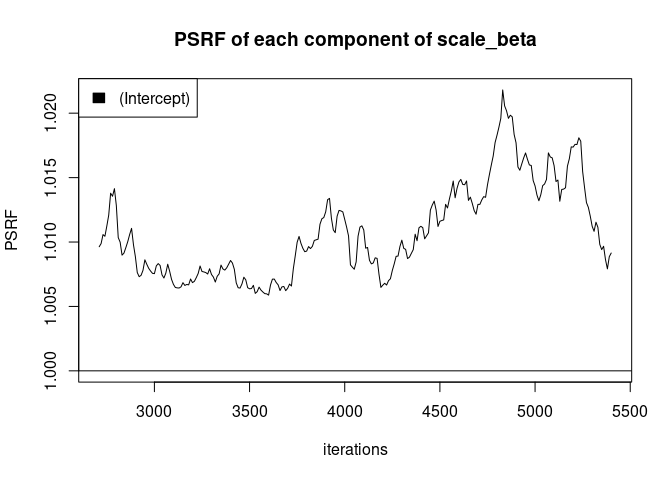 PSRF of each component of scale_beta
(Intercept)
PSRF
1.020
1.015
1.010
1.005
1.000
3000 3500 4000 4500 5000 5500
iterations